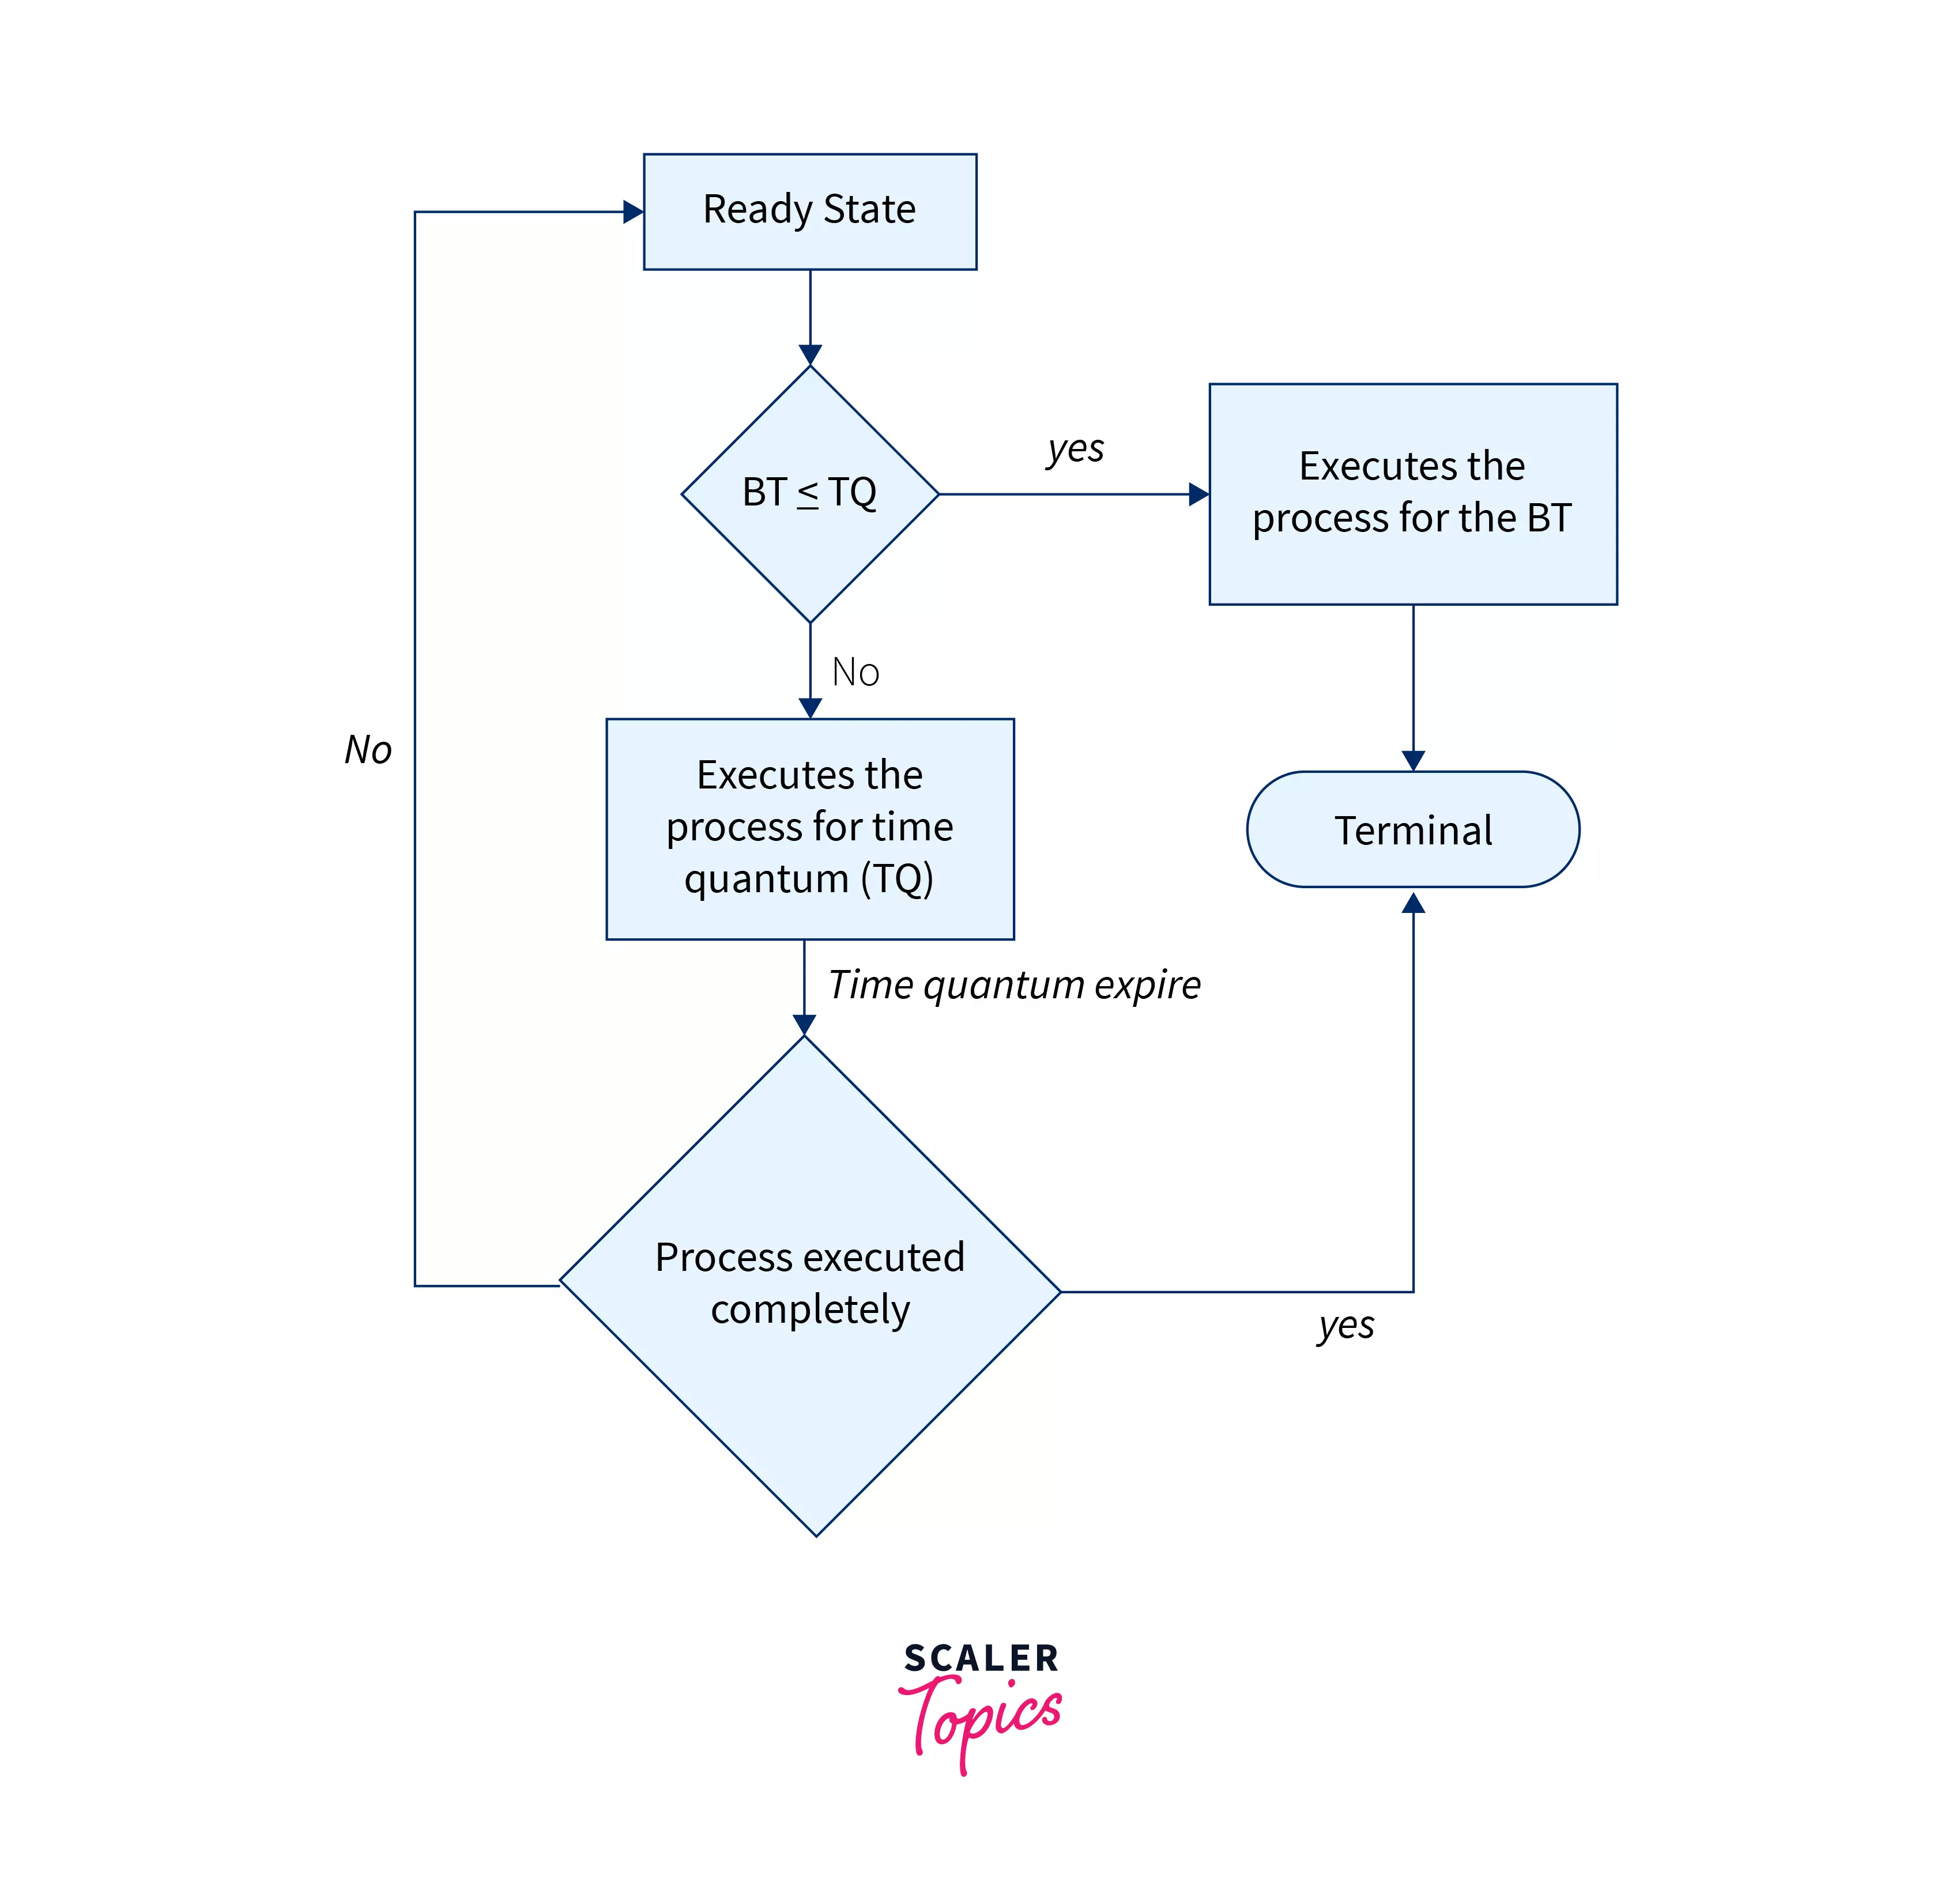 Ready State
BT ≤ TQ
yes
Executes the
process for the BT
No
No
Executes the
process for time
quantum (TQ)
Terminal
Time quantum expire
Process executed
completely
yes
SCALER
Topics